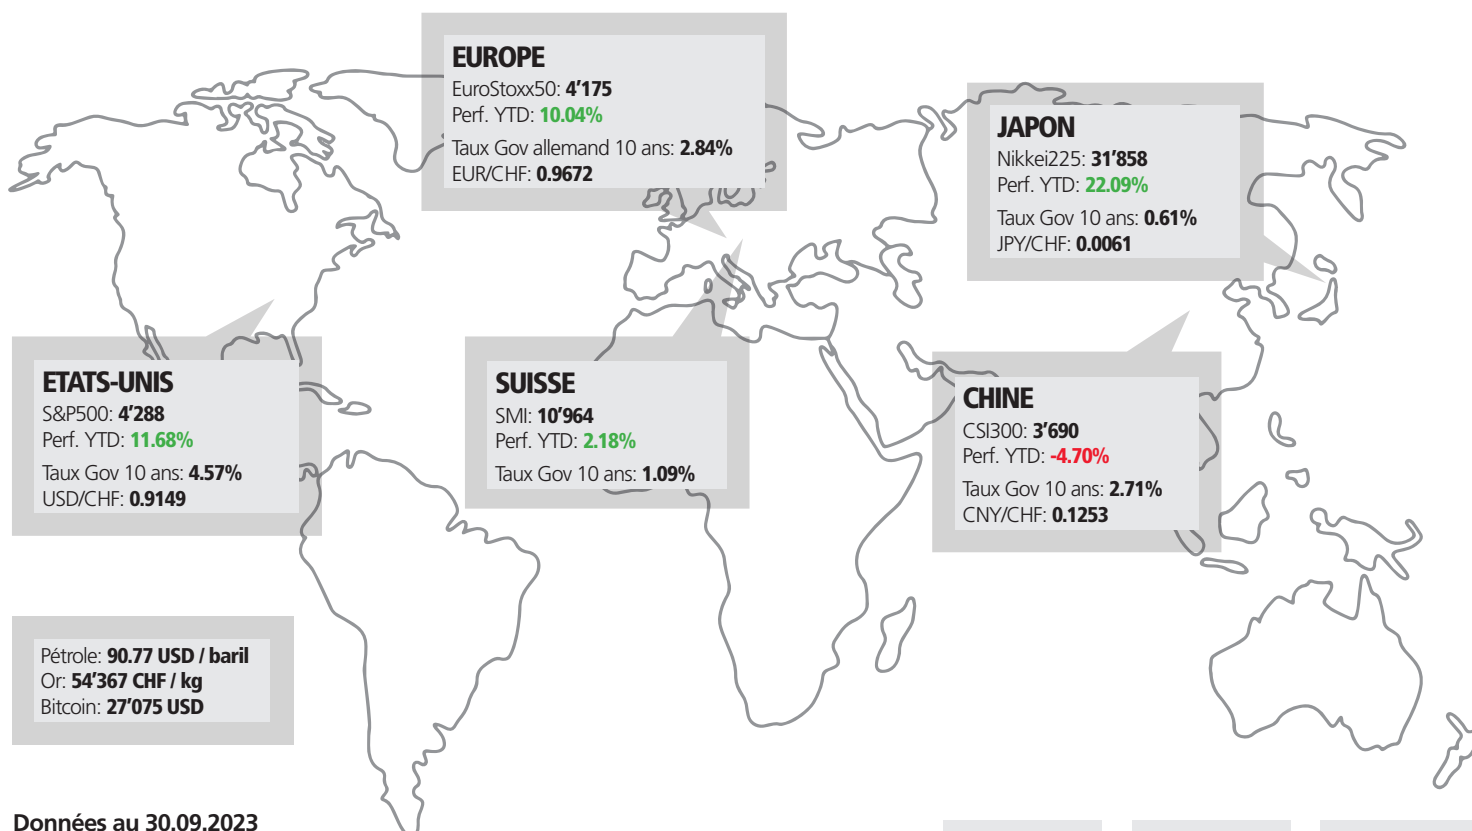 EUROPE
EuroStoxx50: 4’175
Perf. YTD: 10.04%
Taux Gov allemand 10 ans: 2.84%
EUR/CHF: 0.9672
JAPON
Nikkei225: 31’858
Perf. YTD: 22.09%
Taux Gov 10 ans: 0.61%
JPY/CHF: 0.0061
ETATS-UNIS
S&P500: 4’288
Perf. YTD: 11.68%
Taux Gov 10 ans: 4.57%
USD/CHF: 0.9149
SUISSE
SMI: 10’964
Perf. YTD: 2.18%
Taux Gov 10 ans: 1.09%
CHINE
CSI300: 3’690
Perf. YTD: -4.70%
Taux Gov 10 ans: 2.71%
CNY/CHF: 0.1253
Pétrole: 90.77 USD / baril
Or: 54’367 CHF / kg
Bitcoin: 27’075 USD
Données au 30.09.2023